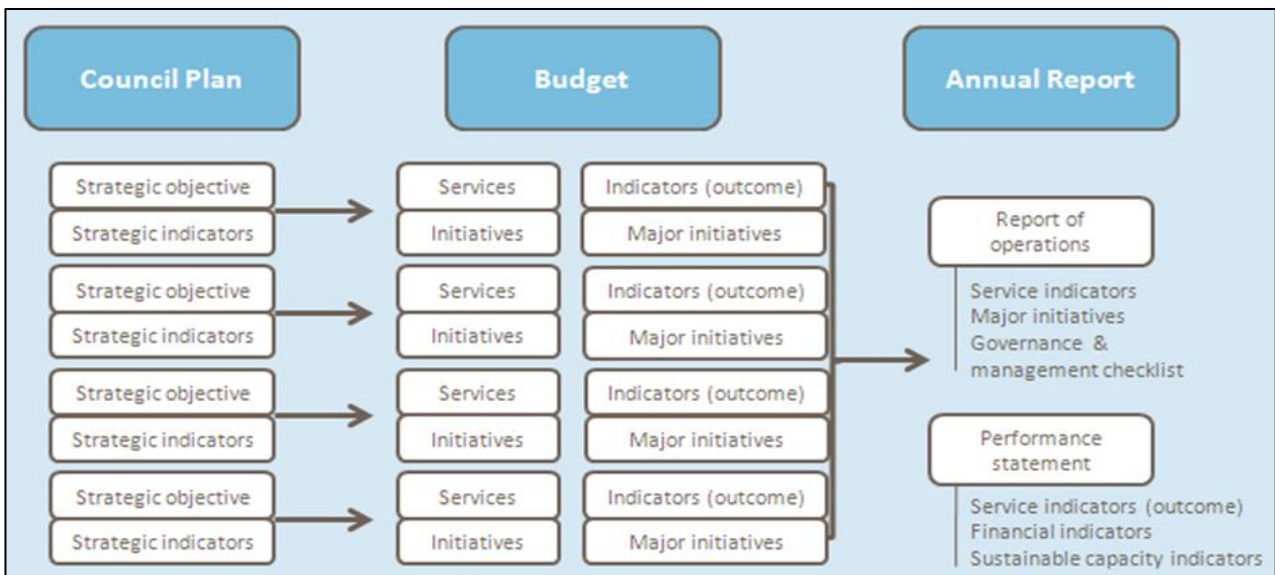 Council Plan
Budget
Annual Report
Strategic objective
Strategic indicators
Services
Initiatives
Indicators (outcome)
Major initiatives
Strategic objective
Strategic indicators
Services
Initiatives
Indicators (outcome)
Major initiatives
Strategic objective
Strategic indicators
Services
Initiatives
Indicators (outcome)
Major initiatives
Strategic objective
Strategic indicators
Services
Initiatives
Indicators (outcome)
Major initiatives
Report of
operations
Service indicators
Major initiatives
Governance &
management checklist
Performance
statement
Service indicators (outcome)
Financial indicators
Sustainable capacity indicators